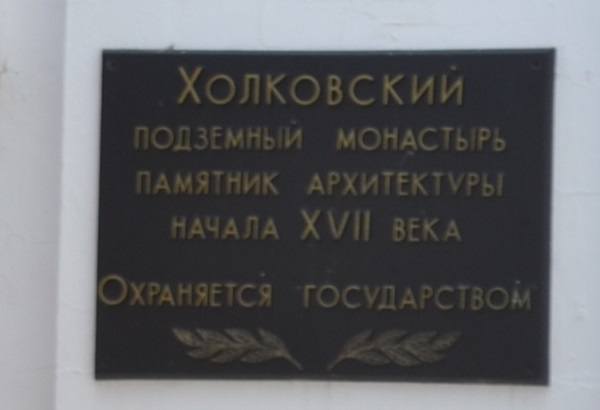 Холковский
подземный монастырь
памятник архитектуры
начала XVII века
Охраняется государством